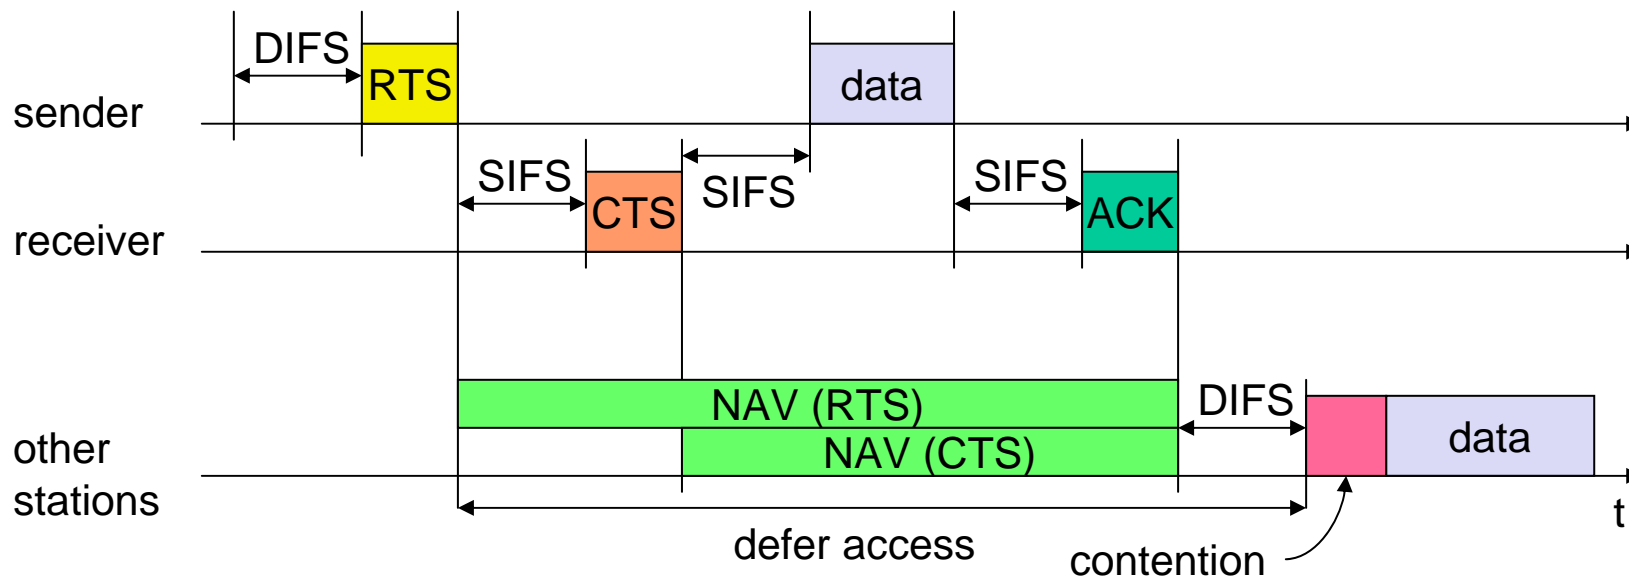 DIFS
RTS
data
sender
SIFS
CTS
SIFS
SIFS
ACK
receiver
NAV (RTS)
DIFS
NAV (CTS)
data
other
stations
t
defer access
contention